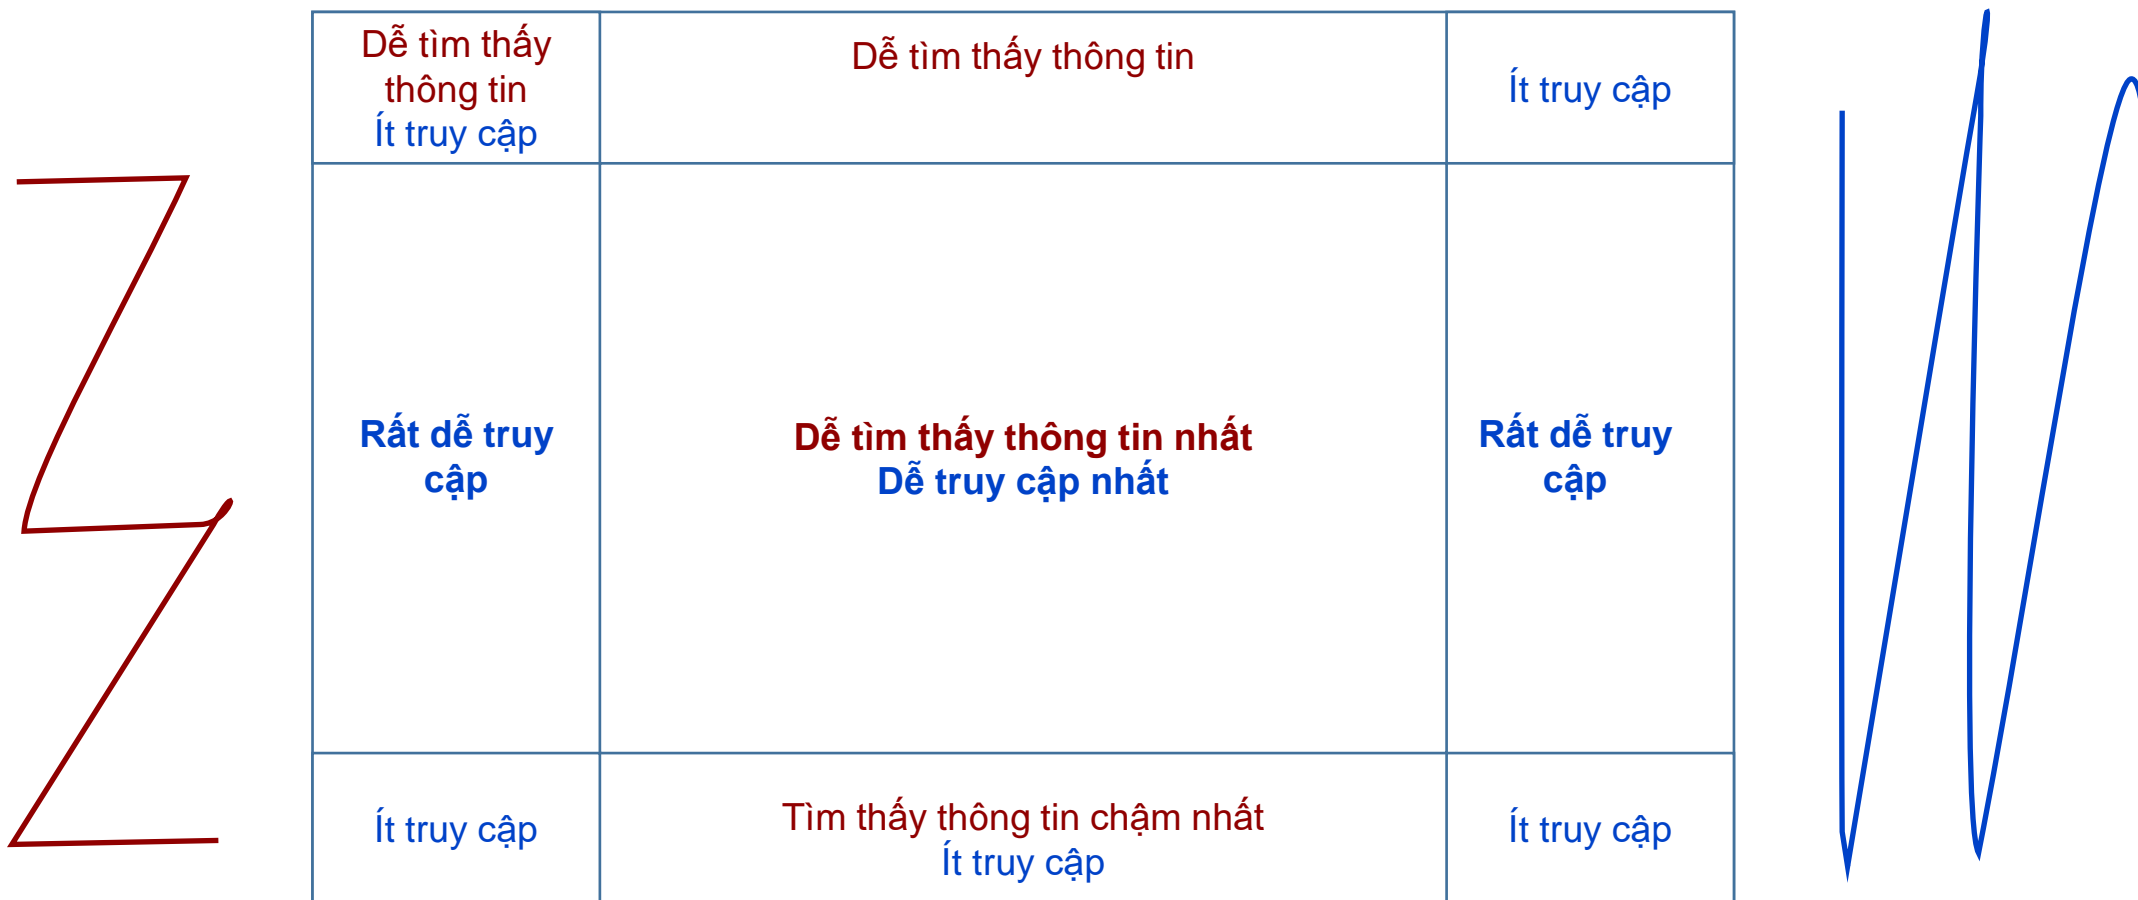 Dễ tìm thấy
thông tin
Ít truy cập
Dễ tìm thấy thông tin
Ít truy cập
Rất dễ truy
cập
Dễ tìm thấy thông tin nhất
Dễ truy cập nhất
Rất dễ truy
cập
Ít truy cập
Tìm thấy thông tin chậm nhất
Ít truy cập
Ít truy cập